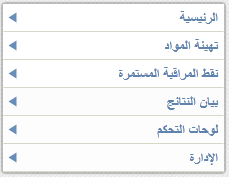 الرئيسية
تهيئة المواد
نقط المراقبة المستمرة
بيان النتائج
لوحات التحكم
الإدارة